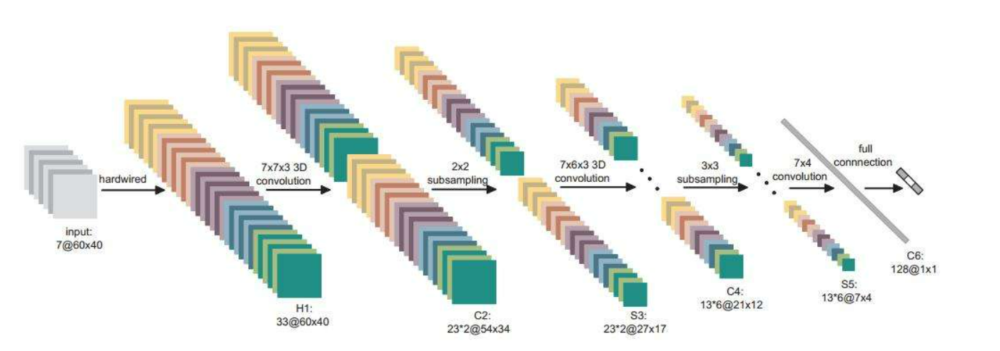 input:
7@60x40
hardwired
H1:
33@60x40
7x7x3 3D
convolution
C2:
23*2@54x34
2x2
subsampling
S3:
23*2@27x17
7x6x3 3D
convolution
C4:
13*6@21x12
3x3
subsampling
S5:
13*6@7x4
7x4
convolution
C6:
128@1x1
full
connnection